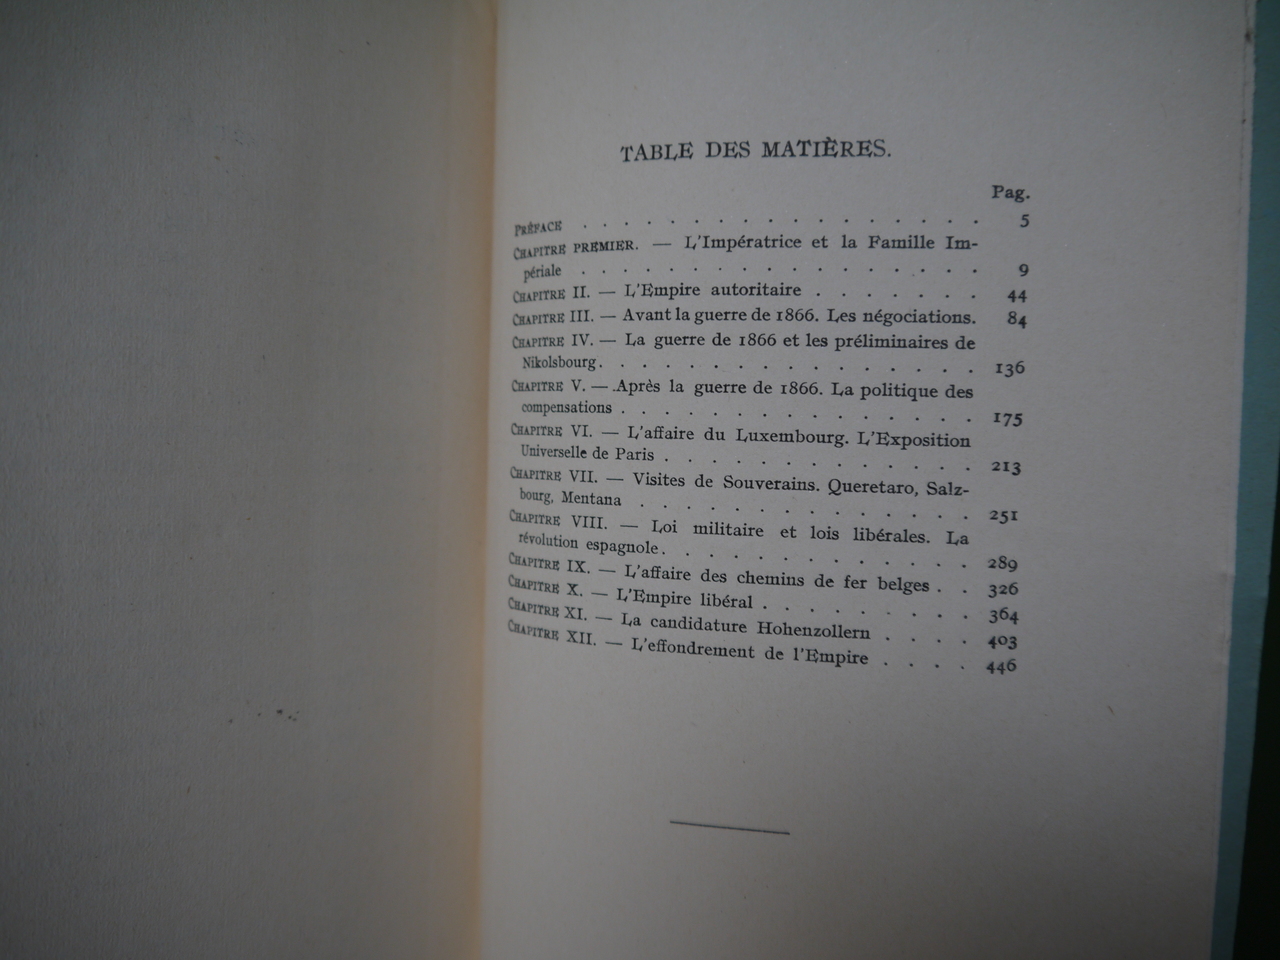 TABLE DES MATIÈRES.
Pag.
PRÉFACE . . . . . . . . . . . . . . 5
CHAPITRE PREMIER. — L'Impératrice et la Famille Im-
périale . . . . . . . . . . . . . . 9
CHAPITRE II. — L'Empire autoritaire . . . . . . . 44
CHAPITRE III. — Avant la guerre de 1866. Les négociations. 84
CHAPITRE IV. — La guerre de 1866 et les préliminaires de
Nikolsbourg. . . . . . . . . . . . . . 136
CHAPITRE V. — Après la guerre de 1866. La politique des
compensations . . . . . . . . . . . . . 175
CHAPITRE VI. — L'affaire du Luxembourg. L'Exposition
Universelle de Paris . . . . . . . . . . . 213
CHAPITRE VII. — Visites de Souverains. Queretaro, Salz-
bourg, Mentana . . . . . . . . . . . . 251
CHAPITRE VIII. — Loi militaire et lois libérales. La
révolution espagnole. . . . . . . . . . . . 289
CHAPITRE IX. — L'affaire des chemins de fer belges . . 326
CHAPITRE X. — L'Empire libéral . . . . . . . . 364
CHAPITRE XI. — La candidature Hohenzollern . . . . 403
CHAPITRE XII. — L'effondrement de l'Empire . . . . 446